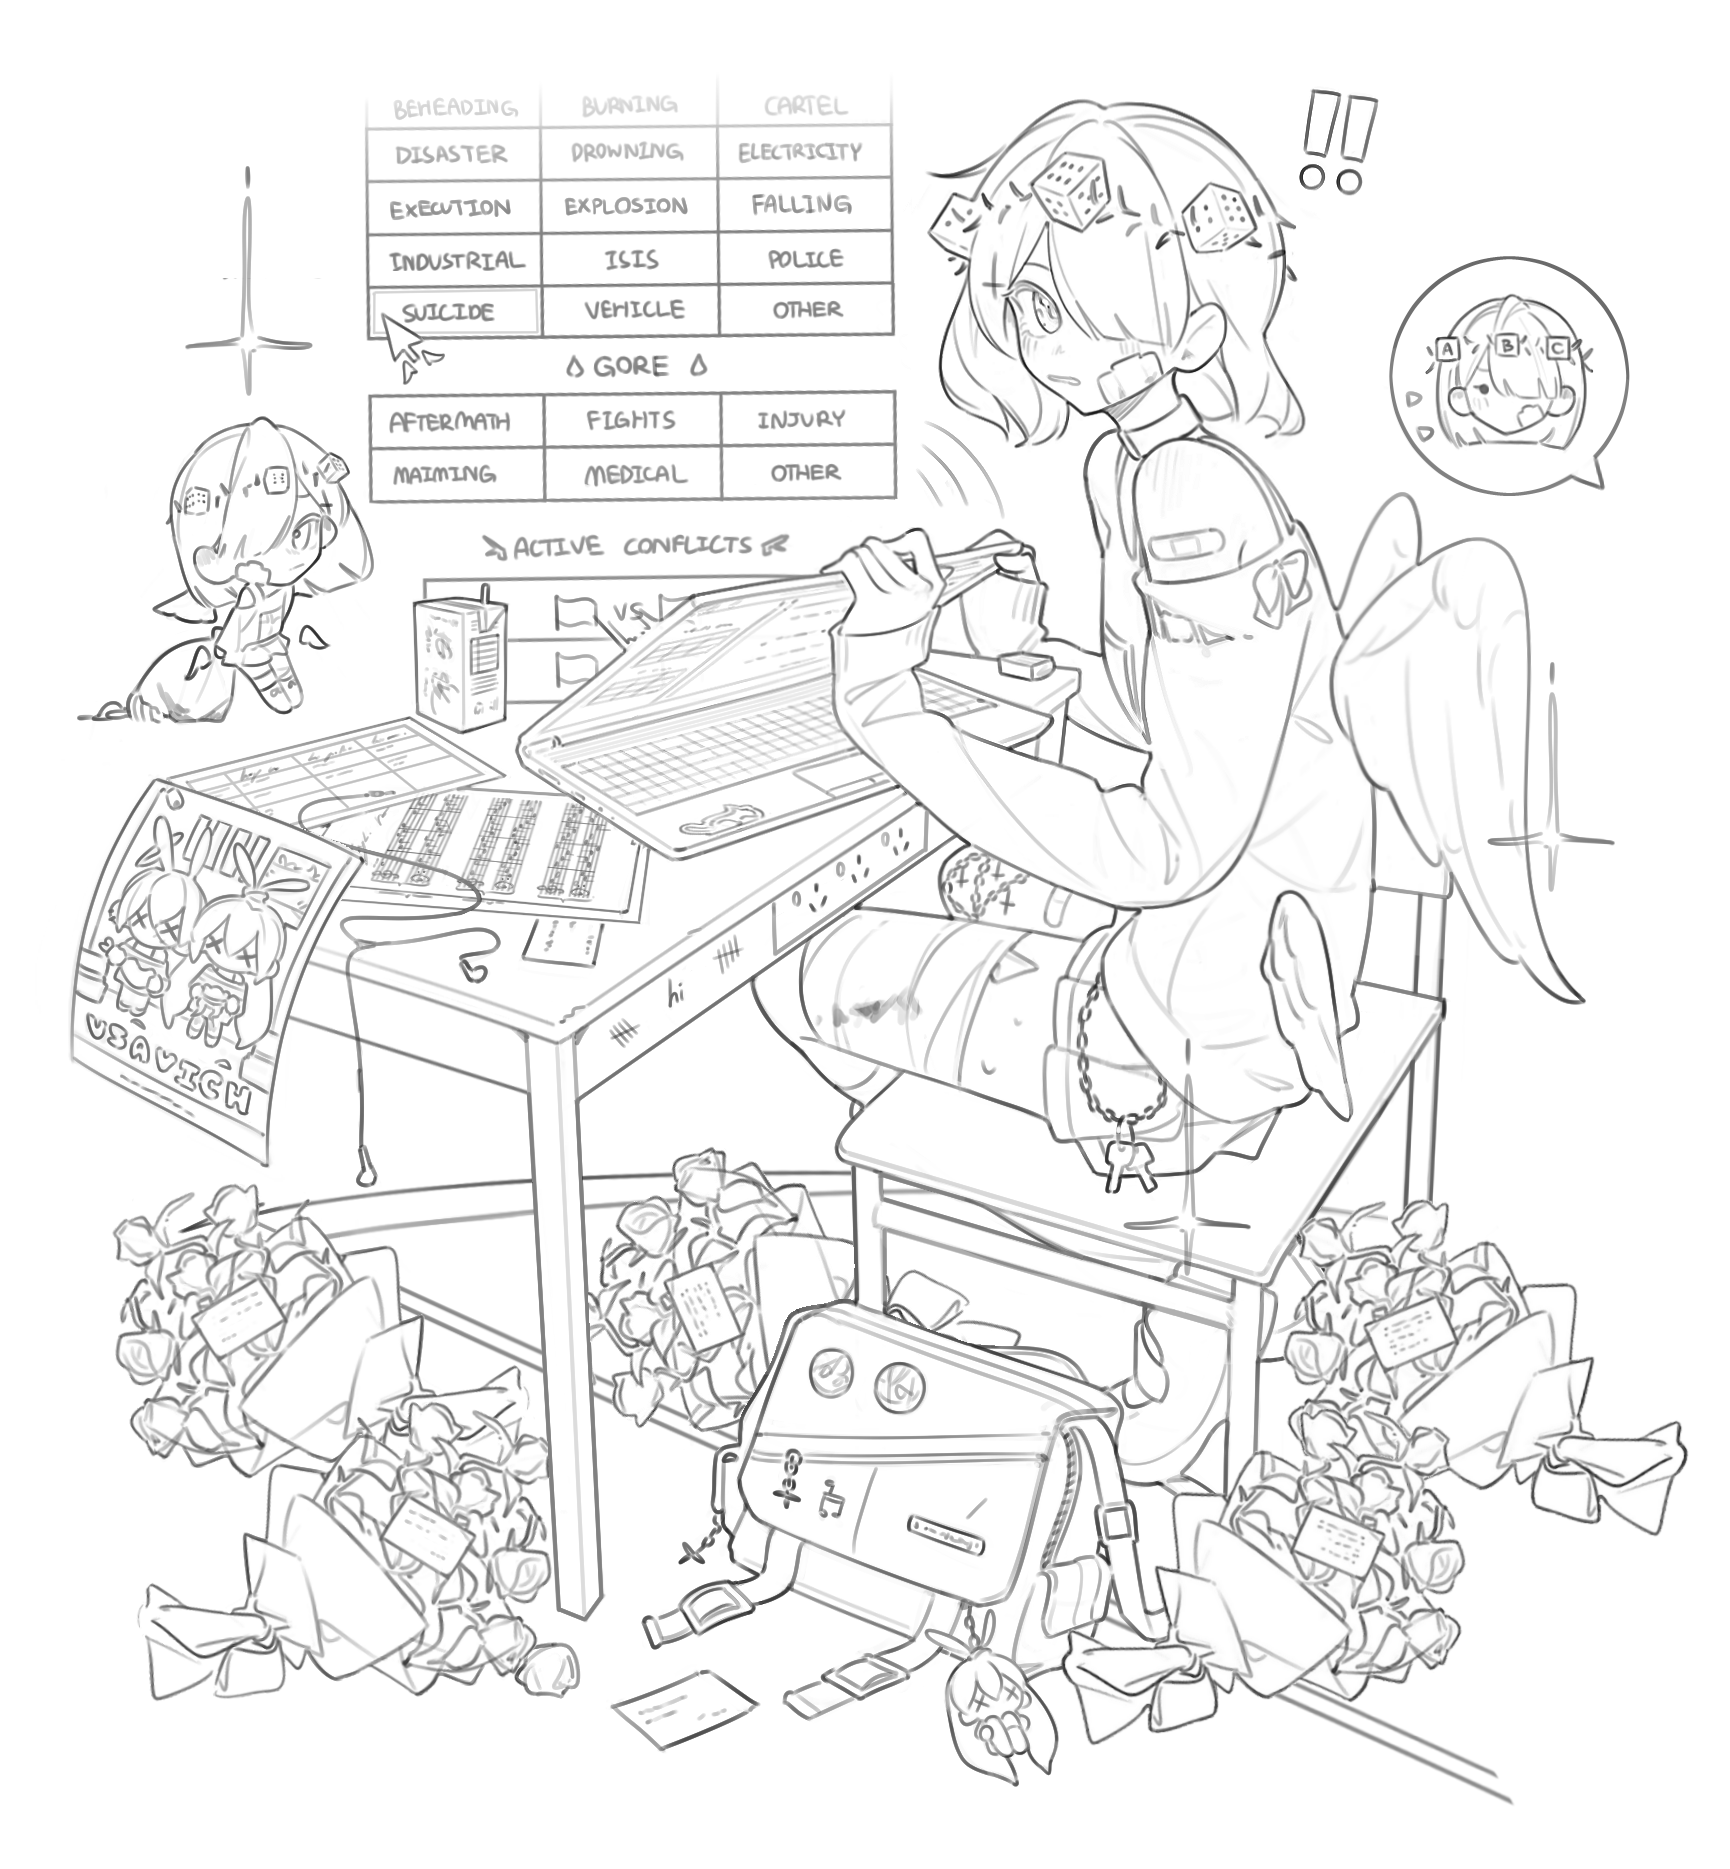 BEHEADING BURNING CARTEL
DISASTER DROWNING ELECTRICITY
EXECUTION EXPLOSION FALLING
INDUSTRIAL ISIS POLICE
SUICIDE VEHICLE OTHER
GORE
AFTERMATH FIGHTS INJURY
MAIMING MEDICAL OTHER
ACTIVE CONFLICTS
VS
!!
A B C
hi
USAVICH